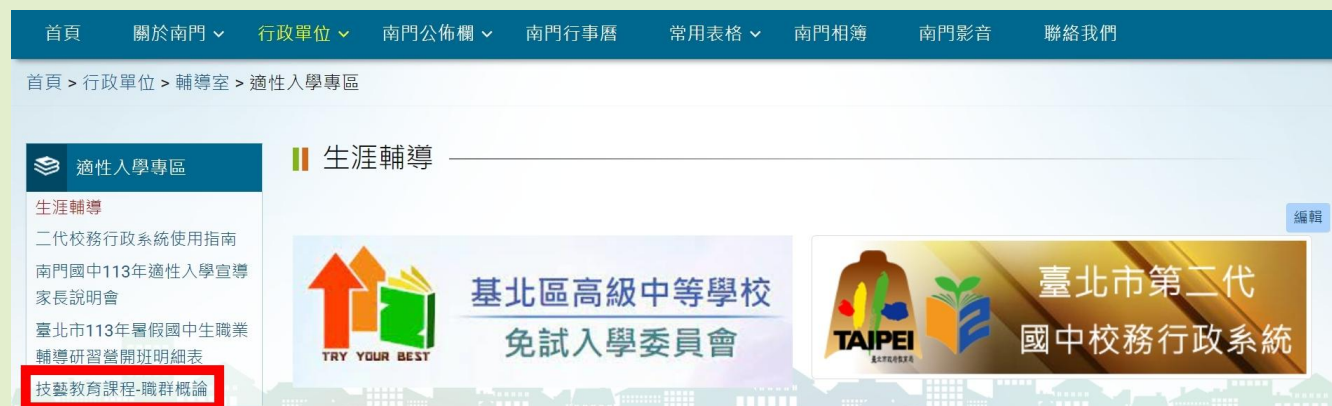 首頁 關於南門 行政單位 南門公佈欄 南門行事曆 常用表格 南門相簿 南門影音 聯絡我們
首頁 > 行政單位 > 輔導室 > 適性入學專區
適性入學專區
生涯輔導
二代校務行政系統使用指南
南門國中113年適性入學宣導
家長說明會
臺北市113年暑假國中生職業
輔導研習營開班明細表
技藝教育課程-職群概論
生涯輔導
編輯
TRY YOUR BEST
基北區高級中等學校
免試入學委員會
TAIPEI
臺北市政府教育局
臺北市第二代
國中校務行政系統